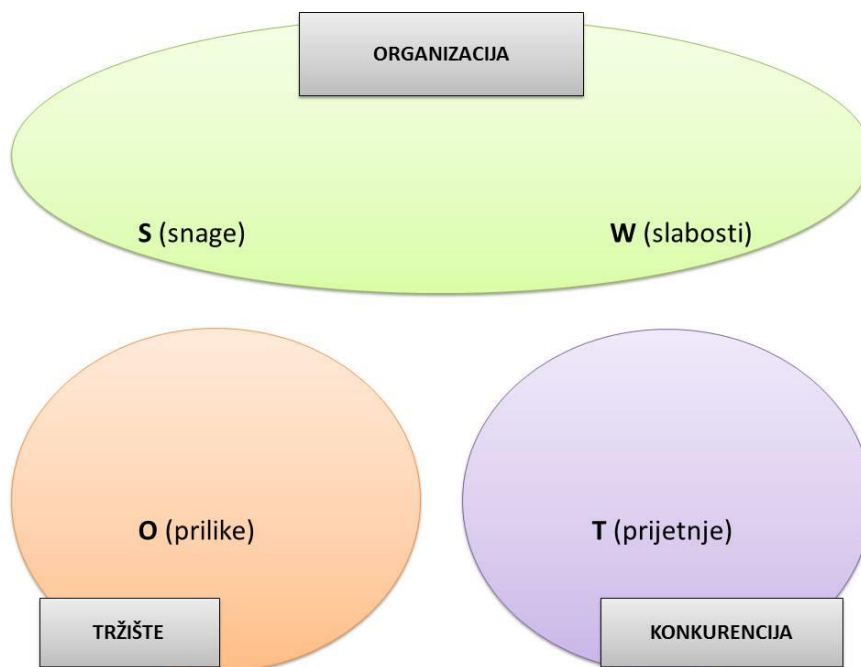 ORGANIZACIJA
S (snage)
W (slabosti)
O (prilike)
T (prijetnje)
TRŽIŠTE
KONKURENCIJA